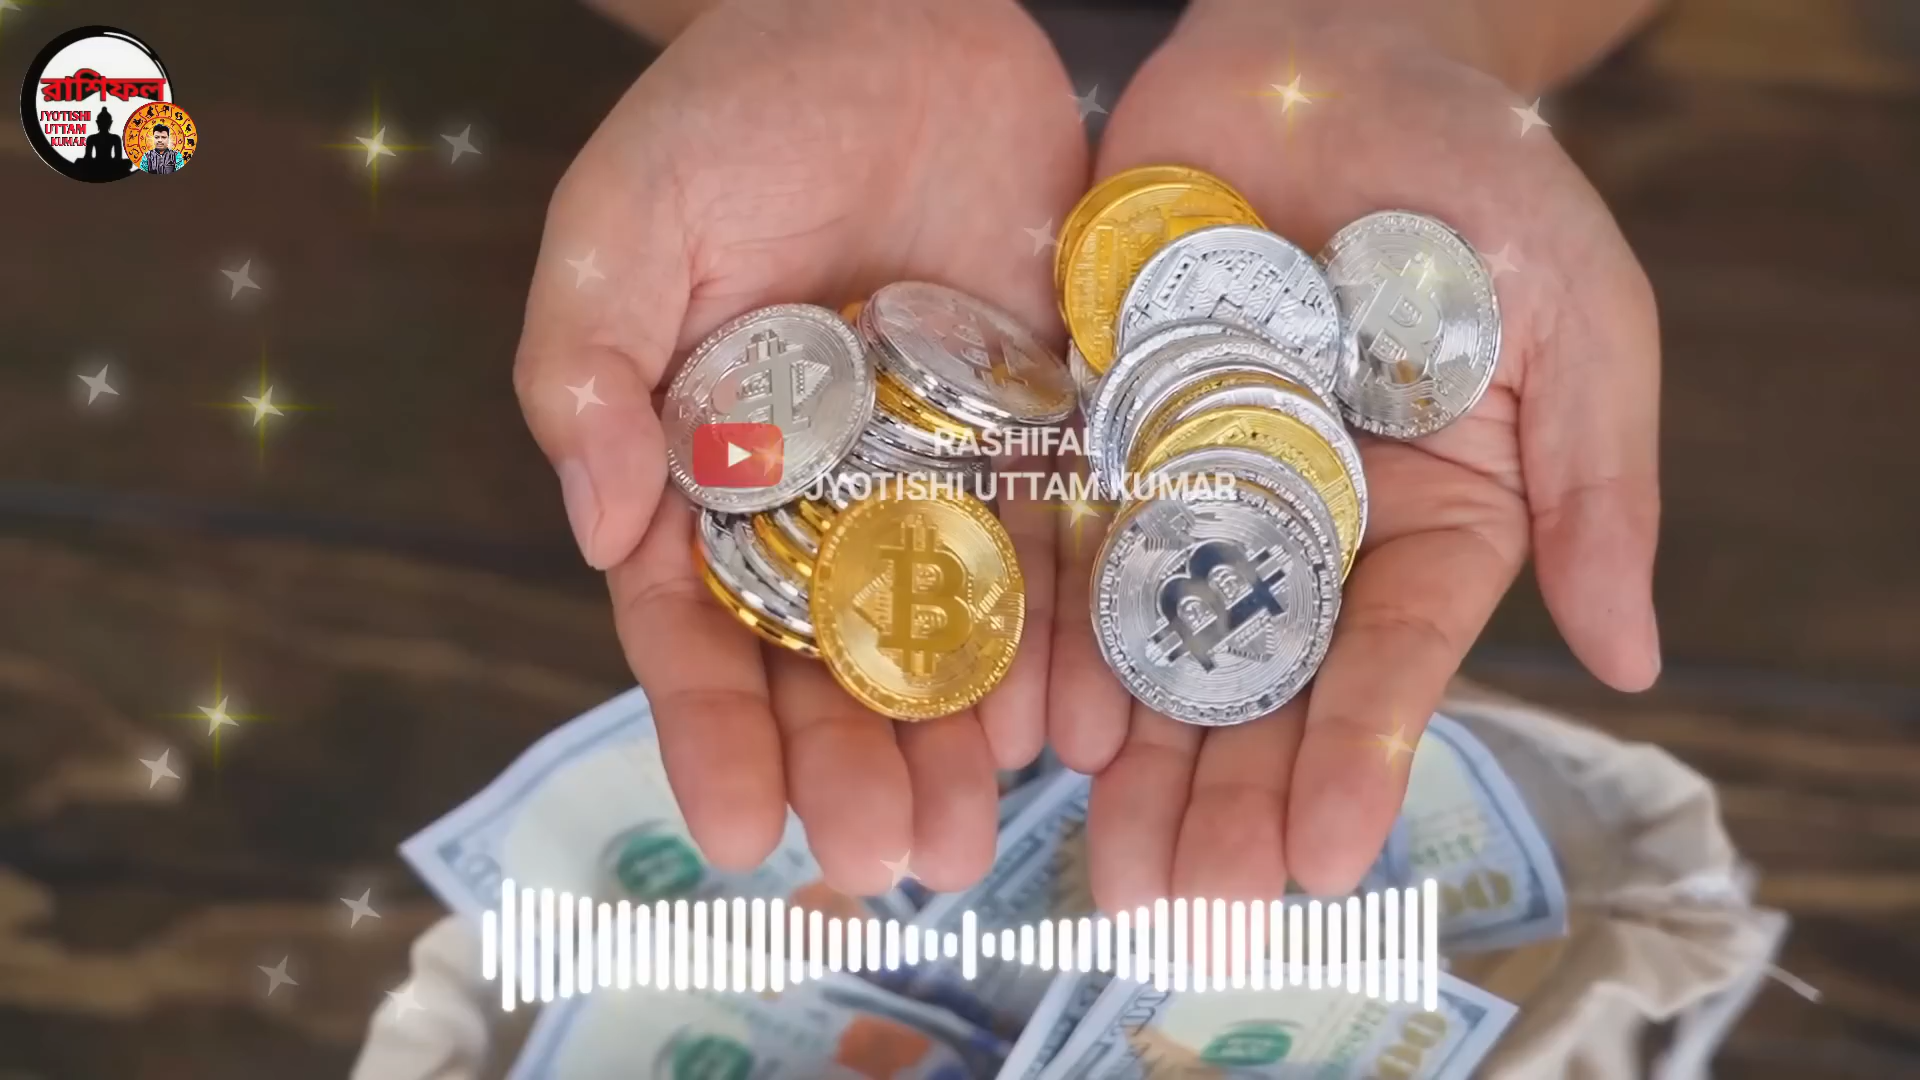 রাশিফল
JYOTISHI
UTTAM
KUMAR
RASHIFAL
JYOTISHI UTTAM KUMAR